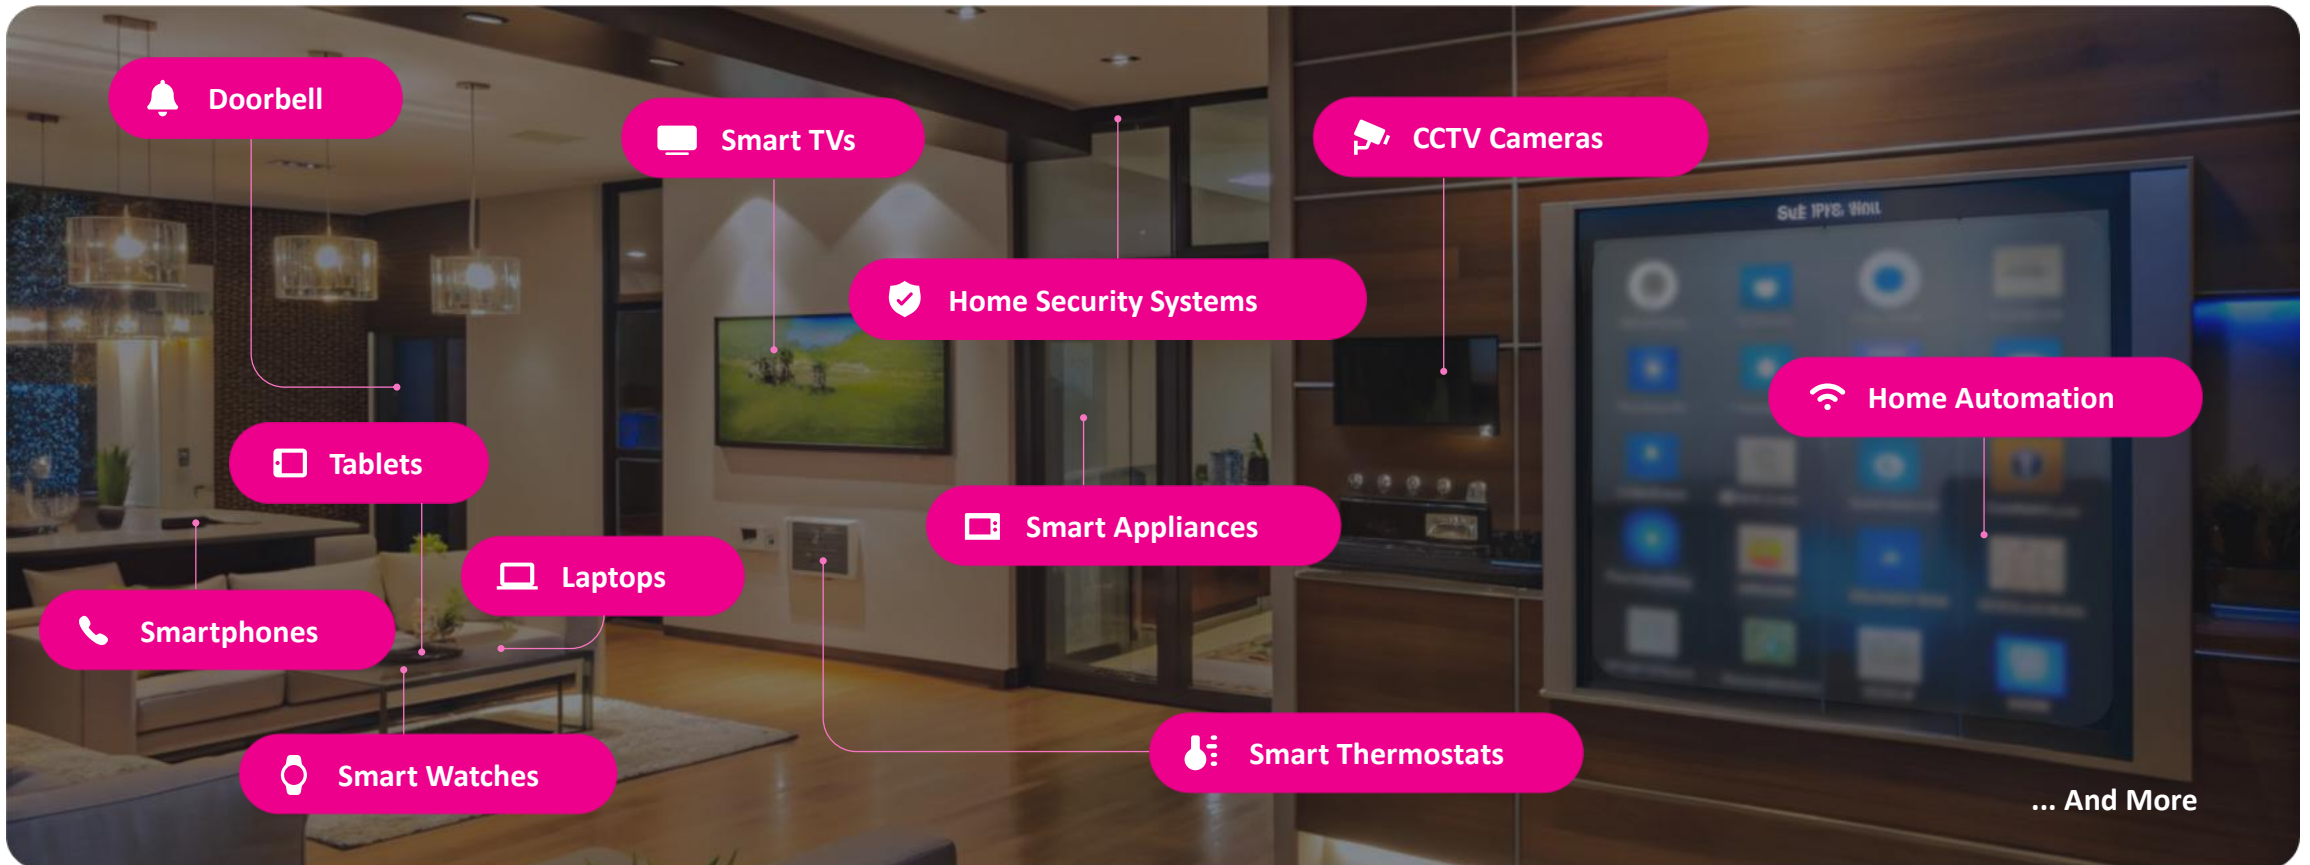 Doorbell
Smart TVs
CCTV Cameras
Home Security Systems
Home Automation
Tablets
Smart Appliances
Laptops
Smartphones
Smart Thermostats
Smart Watches
... And More